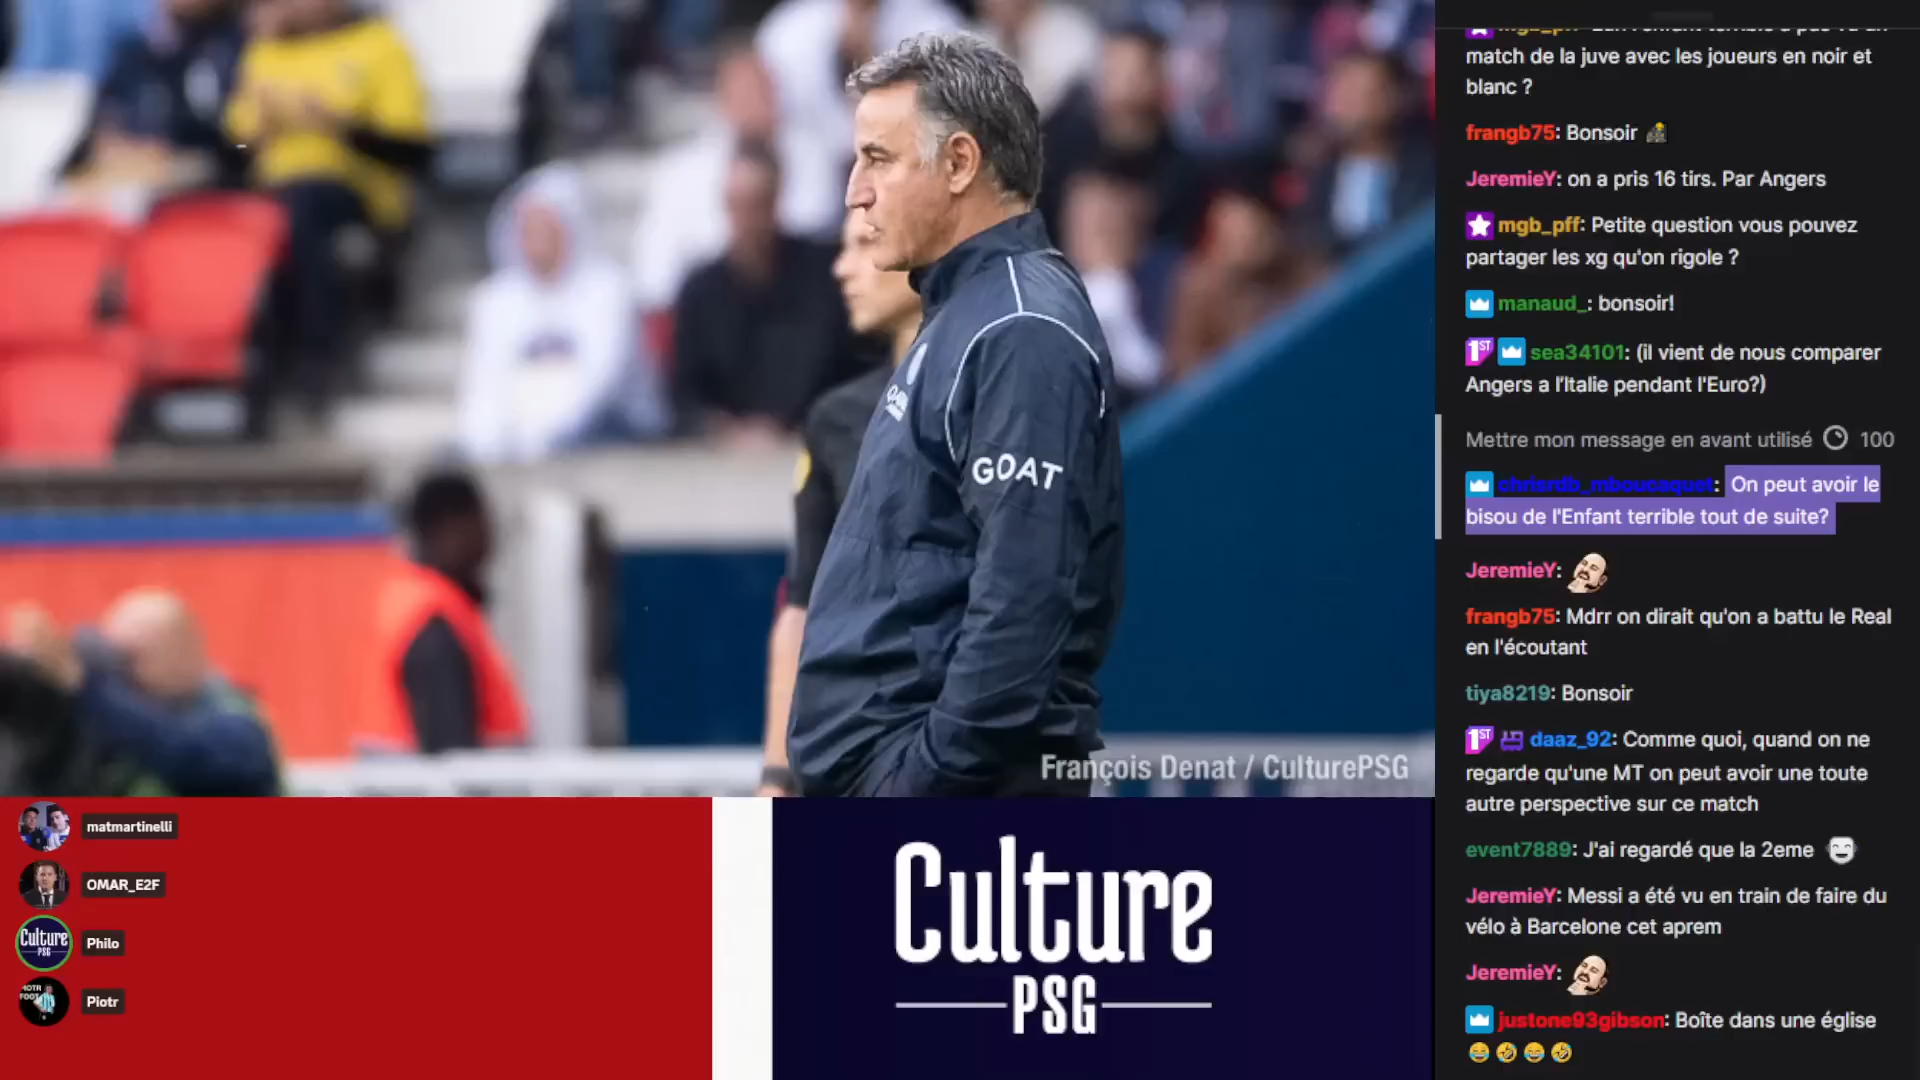 GOAT
François Denat / CulturePSG
matmartinelli
OMAR_E2F
Culture
PSG
Philo
Piotr
Culture
PSG
match de la juve avec les joueurs en noir et
blanc ?
frangb75: Bonsoir
JeremieY: on a pris 16 tirs. Par Angers
mgb_pff: Petite question vous pouvez
partager les xg qu'on rigole ?
manaud_: bonsoir!
1ST sea34101: (il vient de nous comparer
Angers a l'Italie pendant l'Euro?)
Mettre mon message en avant utilisé 100
chrisrdb_mboucaquet: On peut avoir le
bisou de l'Enfant terrible tout de suite?
JeremieY:
frangb75: Mdrr on dirait qu'on a battu le Real
en l'écoutant
tiya8219: Bonsoir
1ST daaz_92: Comme quoi, quand on ne
regarde qu'une MT on peut avoir une toute
autre perspective sur ce match
event7889: J'ai regardé que la 2eme
JeremieY: Messi a été vu en train de faire du
vélo à Barcelone cet aprem
JeremieY:
justone93gibson: Boîte dans une église
😂🤣😂🤣